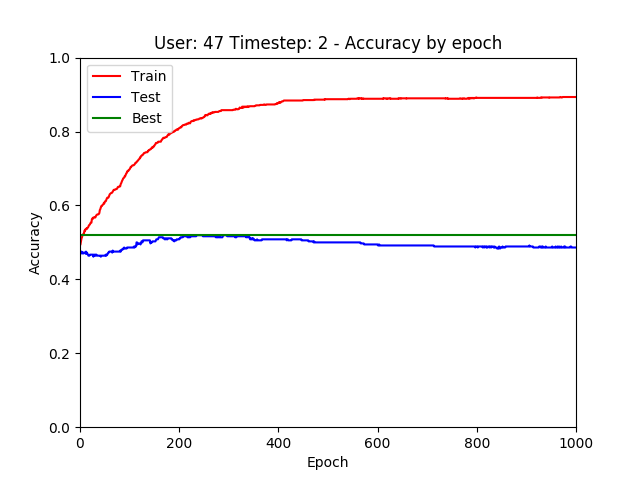 User: 47 Timestep: 2 - Accuracy by epoch
1.0
Train
Test
Best
0.8
0.6
Accuracy
0.4
0.2
0.0
0 200 400 600 800 1000
Epoch